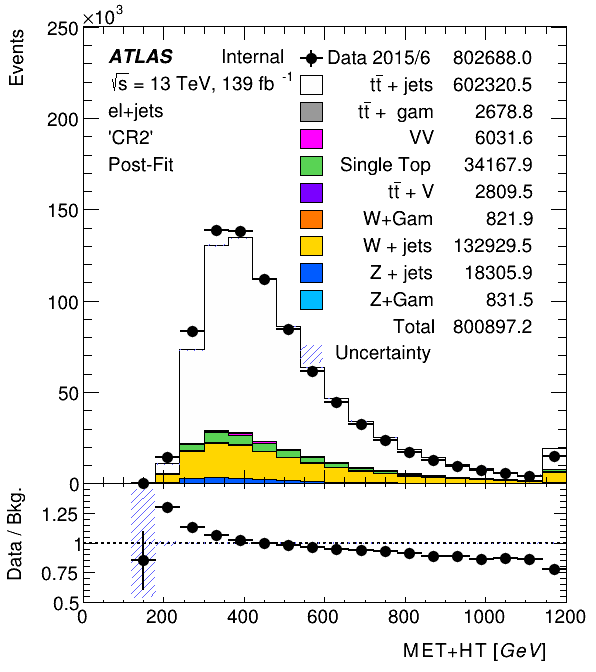 ×10³
250
200
150
100
50
0
Events
ATLAS Internal
√s = 13 TeV, 139 fb -1
el+jets
'CR2'
Post-Fit
Data 2015/6 802688.0
tt̄ + jets 602320.5
tt̄ + gam 2678.8
VV 6031.6
Single Top 34167.9
tt̄ + V 2809.5
W+Gam 821.9
W + jets 132929.5
Z + jets 18305.9
Z+Gam 831.5
Total 800897.2
Uncertainty
Data / Bkg.
1.25
1
0.75
0.5
0 200 400 600 800 1000 1200
MET+HT [GeV]